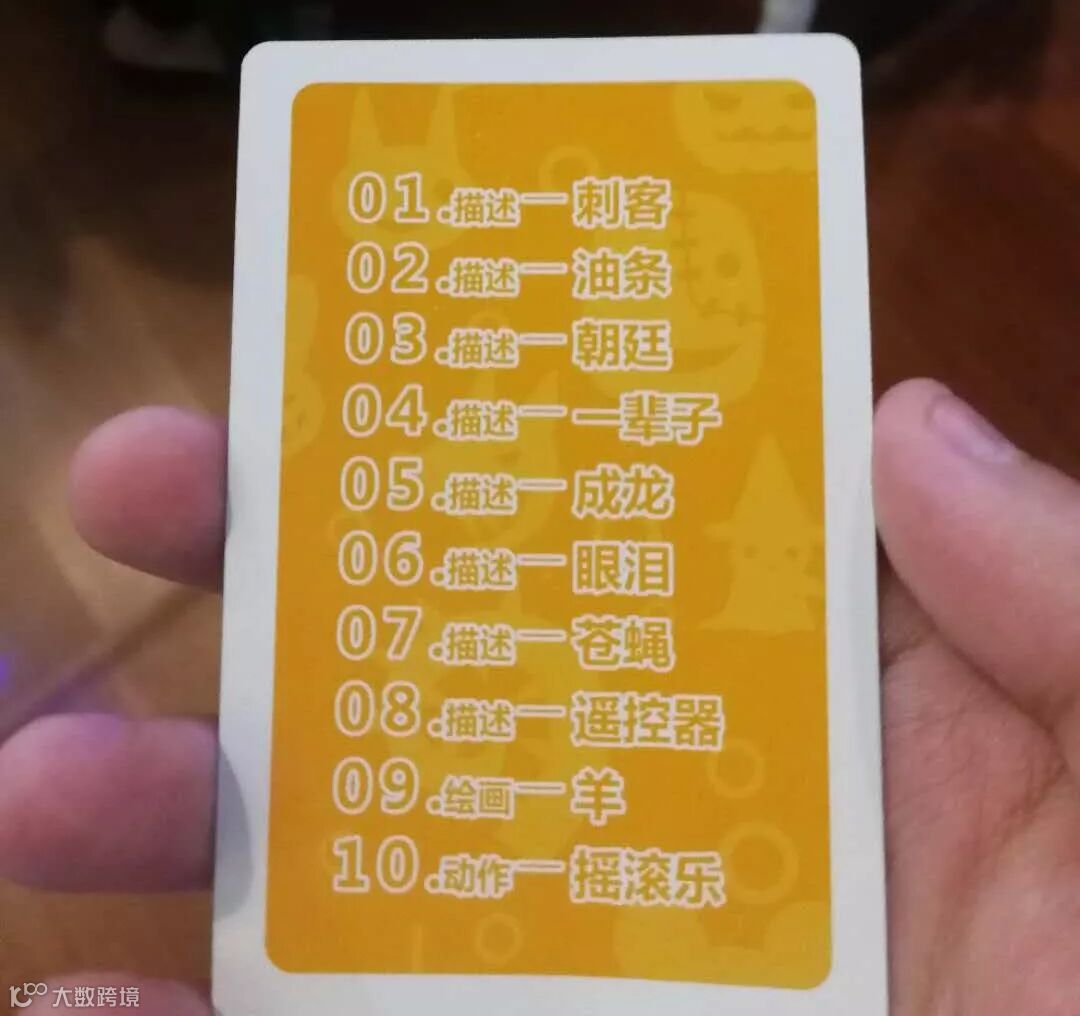 01.描述一刺客
02.描述一油条
03.描述一朝廷
04.描述一一辈子
05.描述一成龙
06.描述一眼泪
07.描述一苍蝇
08.描述一遥控器
09.绘画一羊
10.动作一摇滚乐
大数跨境